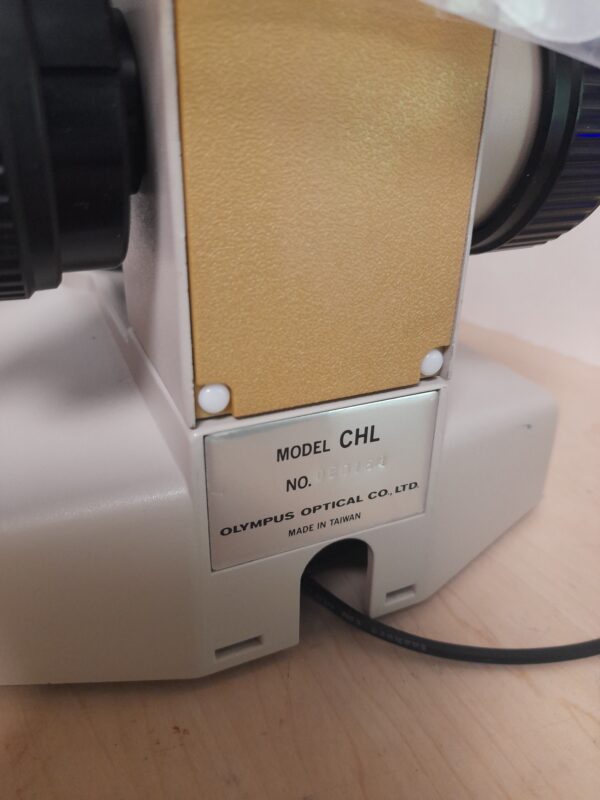 MODEL CHL
NO.
OLYMPUS OPTICAL CO., LTD.
MADE IN TAIWAN